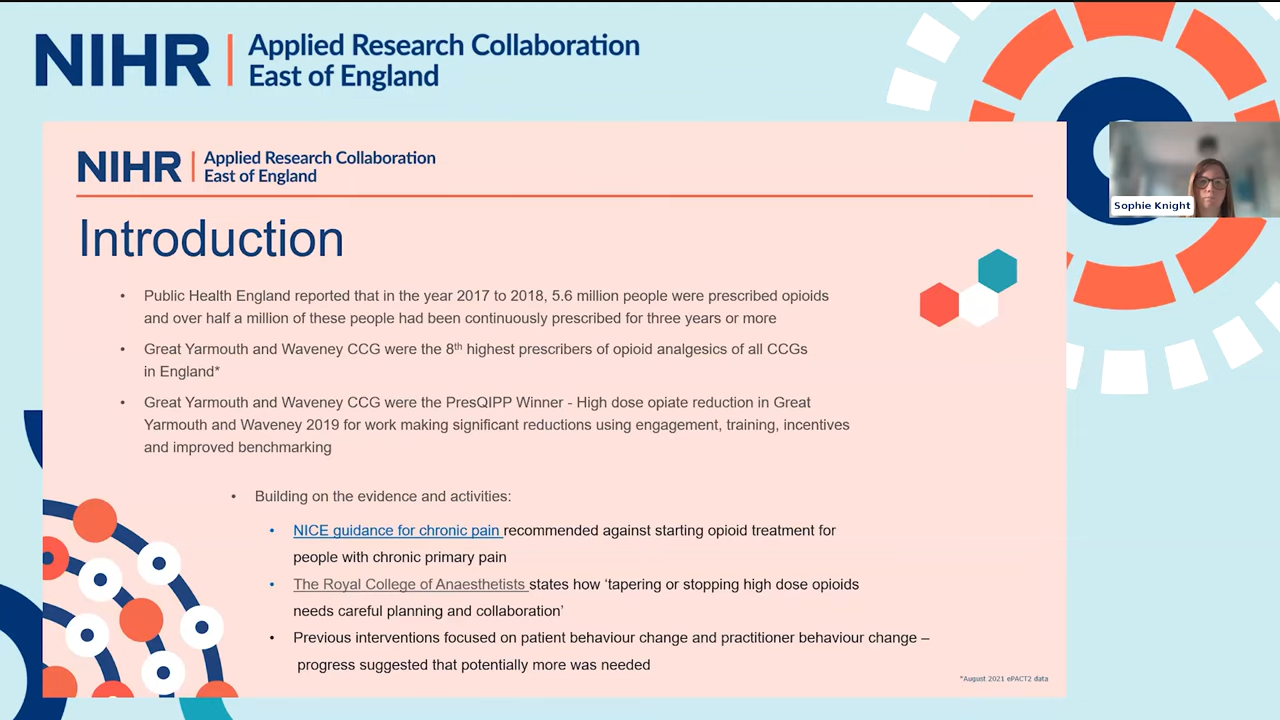 NIHR | Applied Research Collaboration
East of England
NIHR | Applied Research Collaboration
East of England
Sophie Knight
Introduction
• Public Health England reported that in the year 2017 to 2018, 5.6 million people were prescribed opioids
and over half a million of these people had been continuously prescribed for three years or more
• Great Yarmouth and Waveney CCG were the 8th highest prescribers of opioid analgesics of all CCGs
in England*
• Great Yarmouth and Waveney CCG were the PresQIPP Winner - High dose opiate reduction in Great
Yarmouth and Waveney 2019 for work making significant reductions using engagement, training, incentives
and improved benchmarking
• Building on the evidence and activities:
• NICE guidance for chronic pain recommended against starting opioid treatment for
people with chronic primary pain
• The Royal College of Anaesthetists states how ‘tapering or stopping high dose opioids
needs careful planning and collaboration’
• Previous interventions focused on patient behaviour change and practitioner behaviour change –
progress suggested that potentially more was needed
*August 2021 ePACT2 data